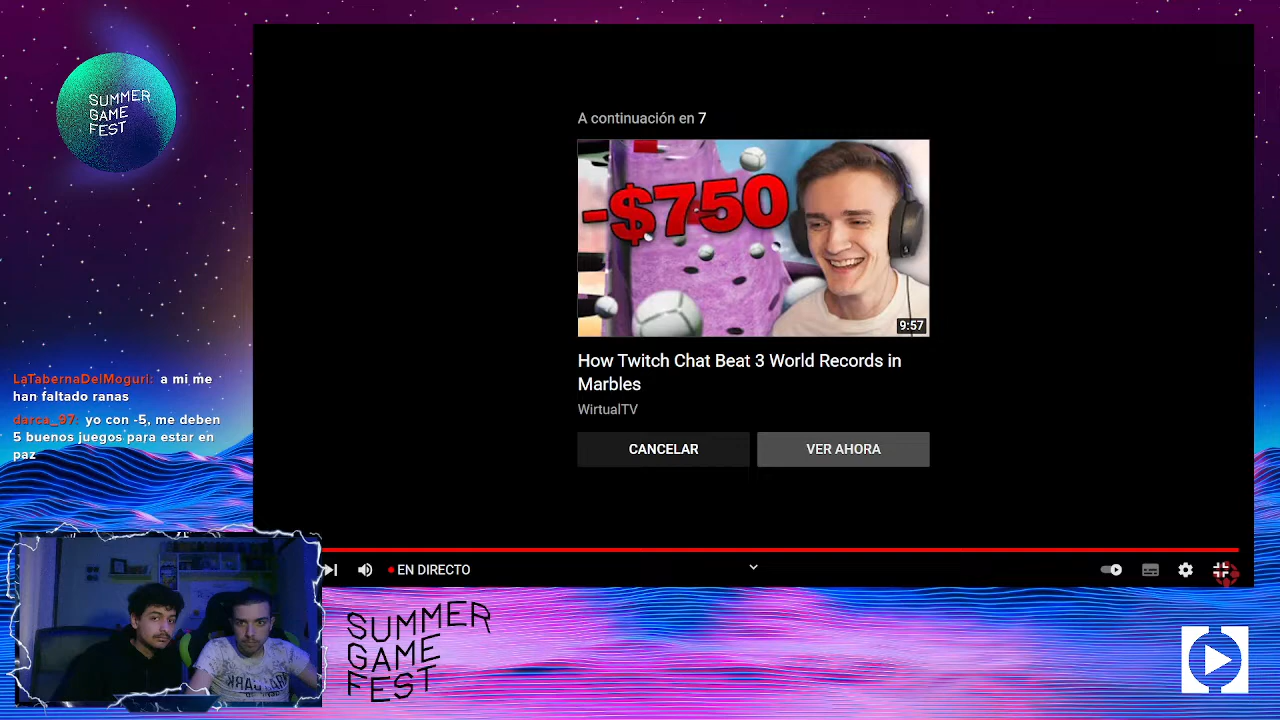 SUMMER
GAME
FEST
A continuación en 7
-$750
9:57
How Twitch Chat Beat 3 World Records in
Marbles
WirtualTV
CANCELAR
VER AHORA
LaTabernaDelMoguri: a mi me
han faltado ranas
darca_97: yo con -5, me deben
5 buenos juegos para estar en
paz
EN DIRECTO
SUMMER
GAME
FEST